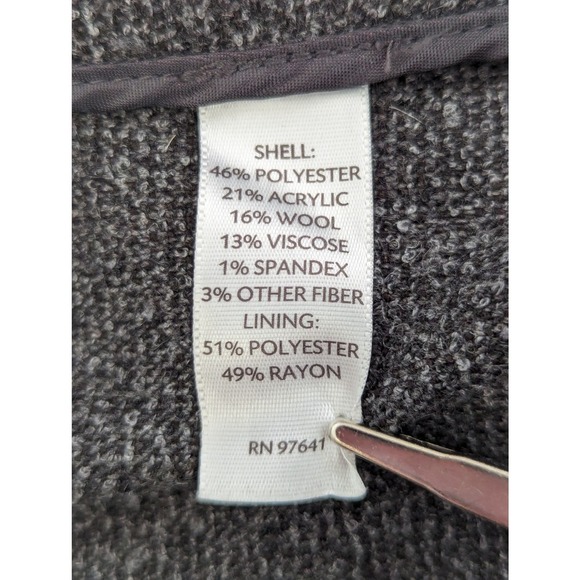 SHELL:
46% POLYESTER
21% ACRYLIC
16% WOOL
13% VISCOSE
1% SPANDEX
3% OTHER FIBER
LINING:
51% POLYESTER
49% RAYON
RN 97641